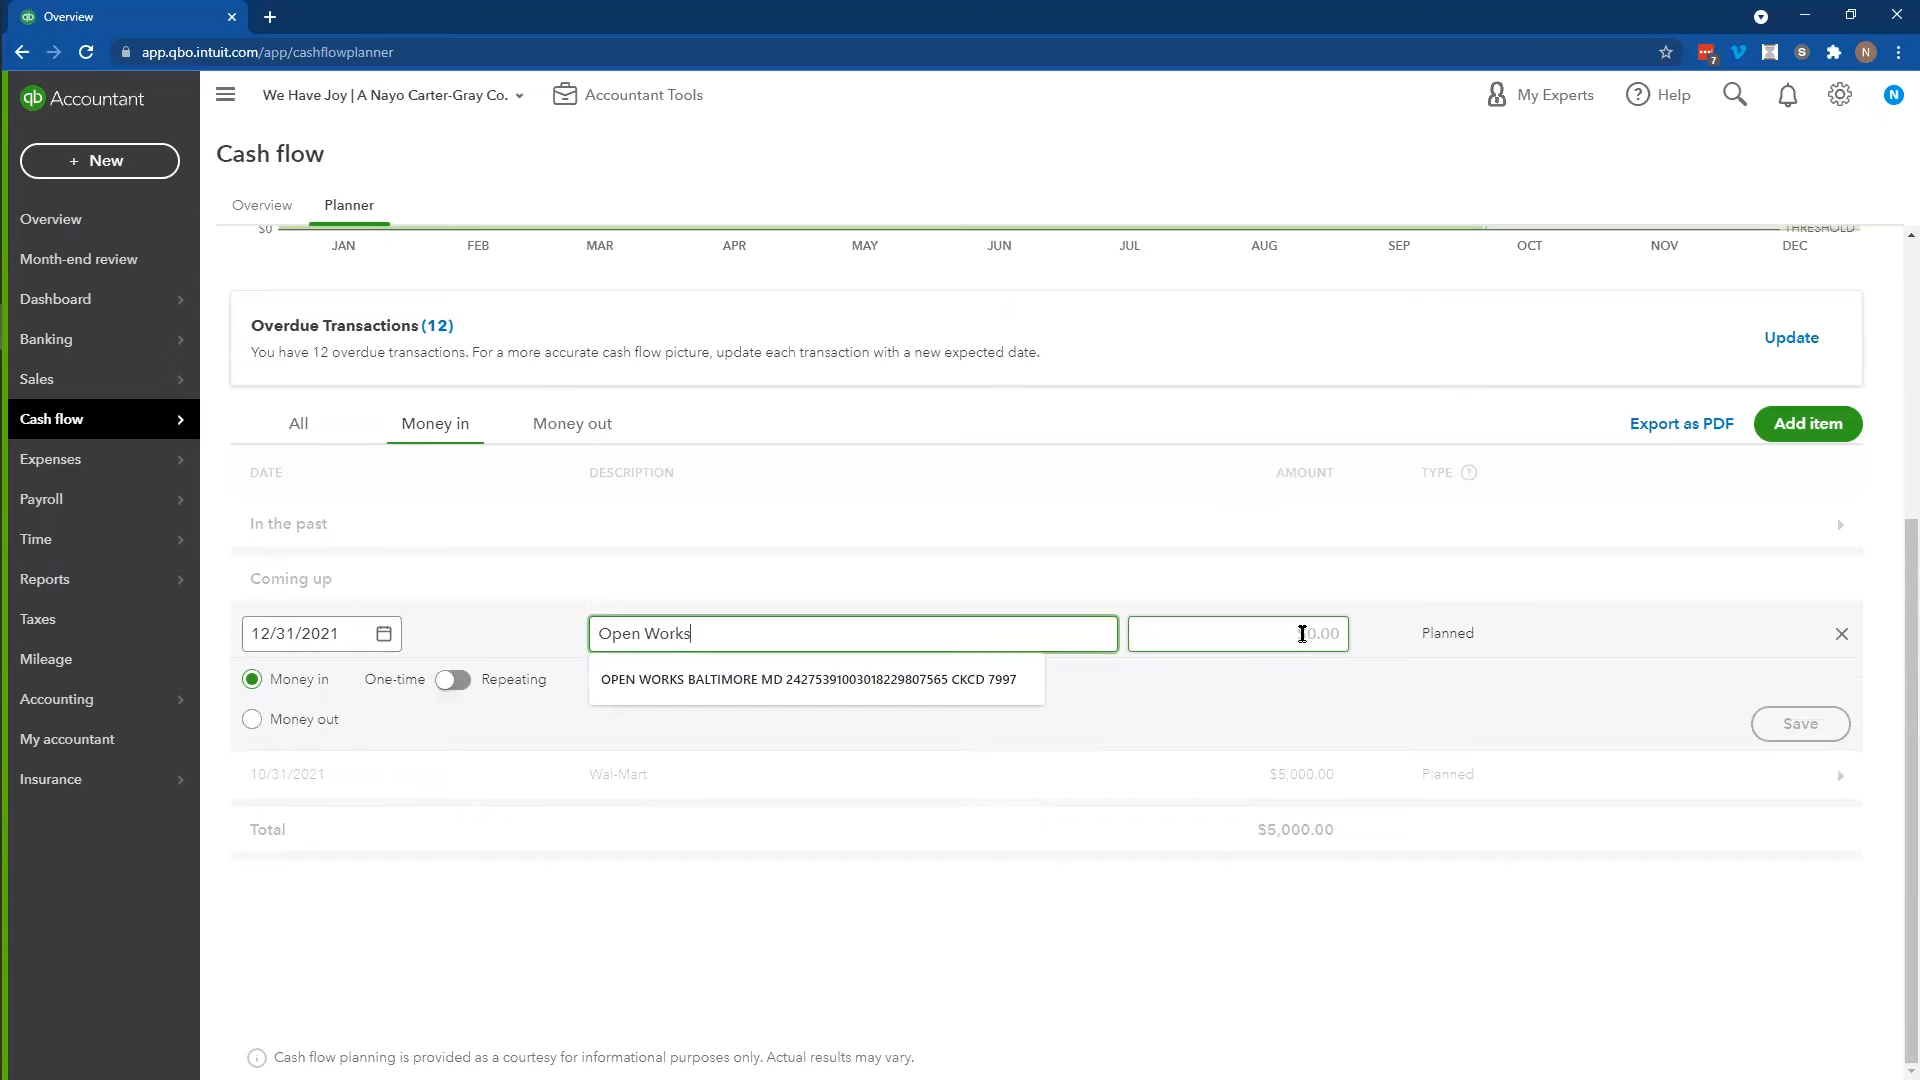 Overview
app.qbo.intuit.com/app/cashflowplanner
7
S
N
qb Accountant
We Have Joy | A Nayo Carter-Gray Co.
Accountant Tools
My Experts
Help
N
+ New
Cash flow
Overview
Planner
Overview
Month-end review
Dashboard
Banking
Sales
Cash flow
Expenses
Payroll
Time
Reports
Taxes
Mileage
Accounting
My accountant
Insurance
$0
THRESHOLD
JAN FEB MAR APR MAY JUN JUL AUG SEP OCT NOV DEC
Overdue Transactions (12)
You have 12 overdue transactions. For a more accurate cash flow picture, update each transaction with a new expected date.
Update
All Money in Money out
Export as PDF
Add item
DATE DESCRIPTION AMOUNT TYPE ?
In the past
Coming up
12/31/2021 Open Works $0.00 Planned
Money in One-time Repeating
OPEN WORKS BALTIMORE MD 24275391003018229807565 CKCD 7997
Money out
Save
10/31/2021 Wal-Mart $5,000.00 Planned
Total $5,000.00
Cash flow planning is provided as a courtesy for informational purposes only. Actual results may vary.